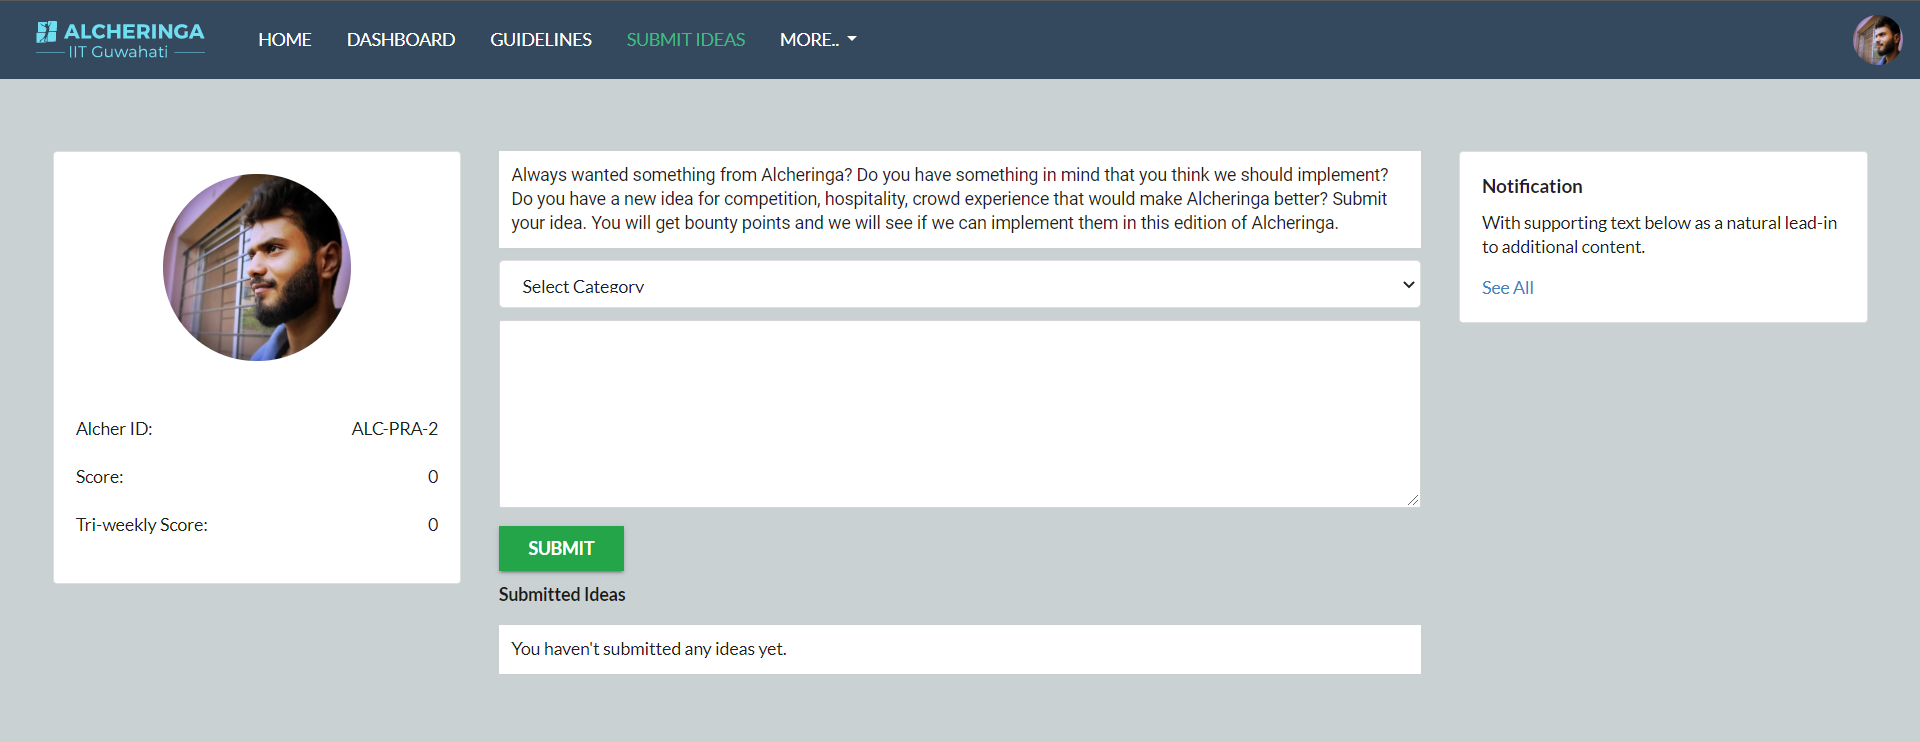 ALCHERINGA
IIT Guwahati
HOME
DASHBOARD
GUIDELINES
SUBMIT IDEAS
MORE..
Alcher ID:
ALC-PRA-2
Score:
0
Tri-weekly Score:
0
Always wanted something from Alcheringa? Do you have something in mind that you think we should implement?
Do you have a new idea for competition, hospitality, crowd experience that would make Alcheringa better? Submit
your idea. You will get bounty points and we will see if we can implement them in this edition of Alcheringa.
Select Category
SUBMIT
Submitted Ideas
You haven't submitted any ideas yet.
Notification
With supporting text below as a natural lead-in
to additional content.
See All